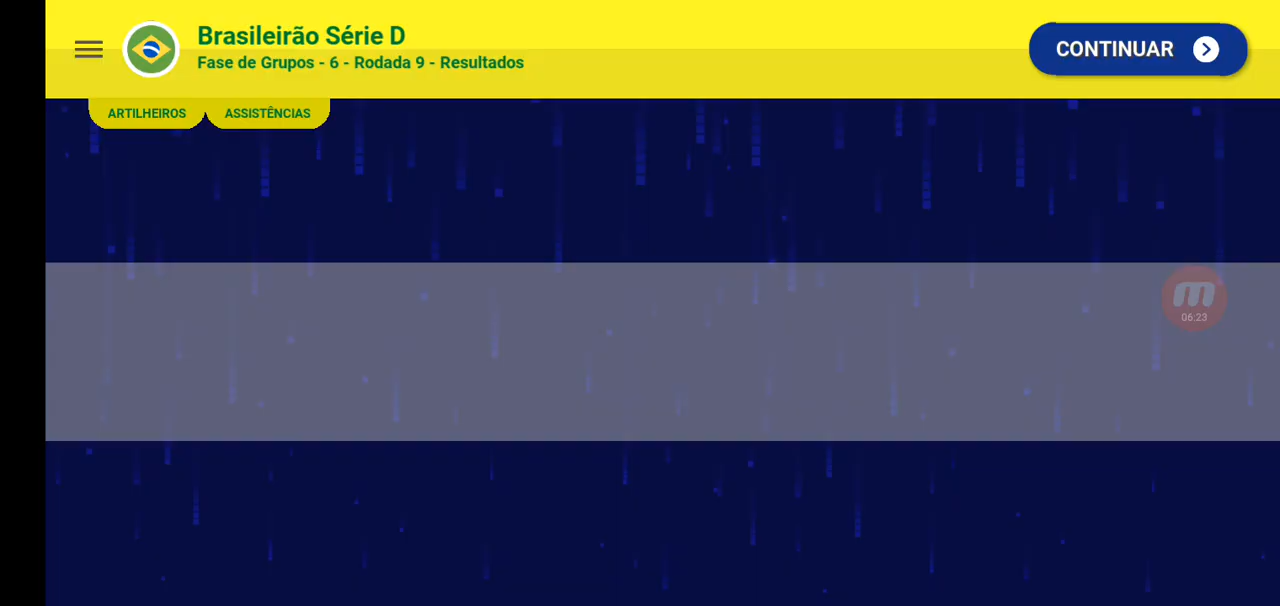 Brasileirão Série D
Fase de Grupos - 6 - Rodada 9 - Resultados
CONTINUAR
ARTILHEIROS
ASSISTÊNCIAS
06:23